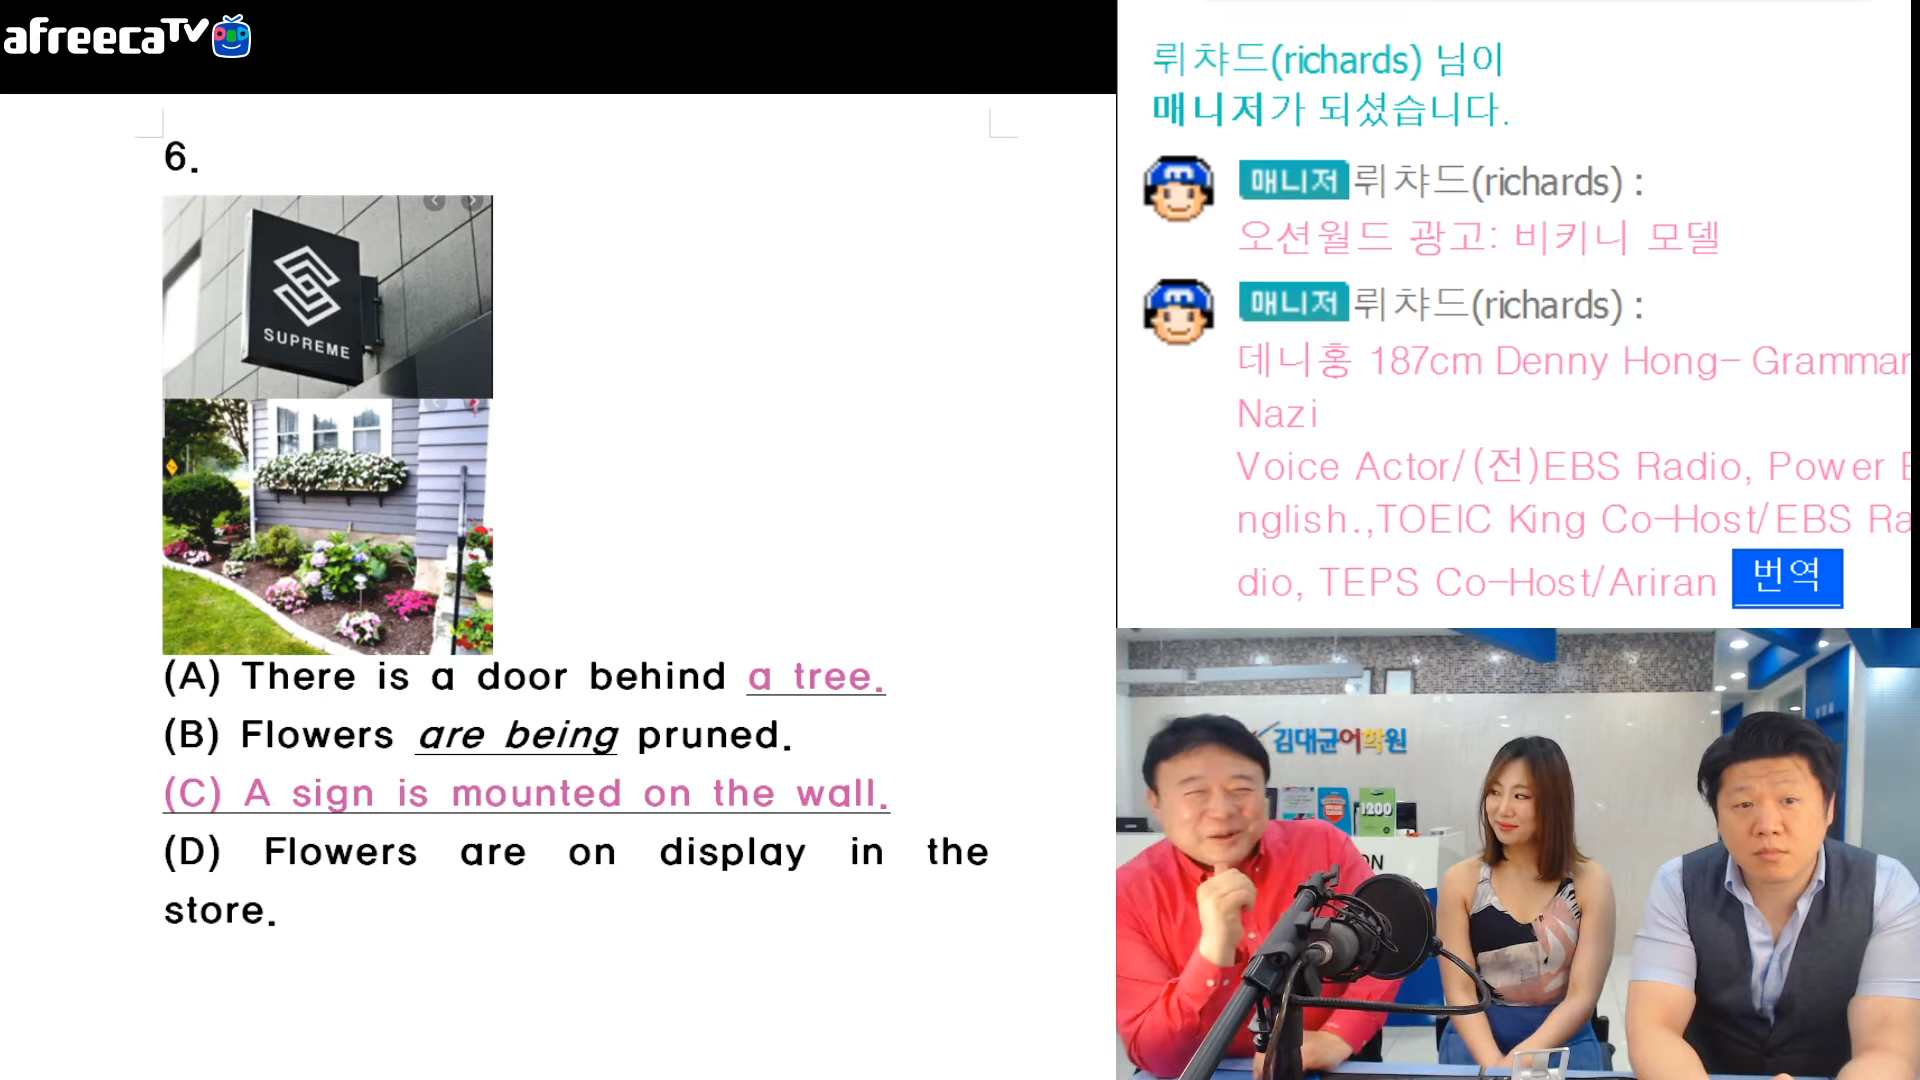 afreecaTV
6.
SUPREME
(A) There is a door behind a tree.
(B) Flowers are being pruned.
(C) A sign is mounted on the wall.
(D) Flowers are on display in the
store.
뤼챠드(richards) 님이
매니저가 되셨습니다.
매니저 뤼챠드(richards) :
오션월드 광고: 비키니 모델
매니저 뤼챠드(richards) :
데니홍 187cm Denny Hong- Grammar
Nazi
Voice Actor/(전)EBS Radio, Power E
nglish.,TOEIC King Co-Host/EBS Ra
dio, TEPS Co-Host/Ariran 번역
김대균어학원
1200
ON